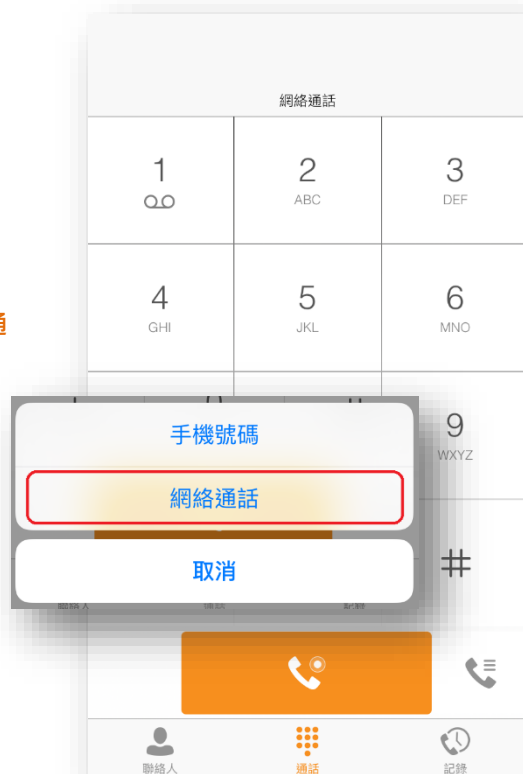 網絡通話
1 2 3
ABC DEF
4 5 6
GHI JKL MNO
通
手機號碼
9
WXYZ
網絡通話
取消
#
聯絡人 通話 記錄